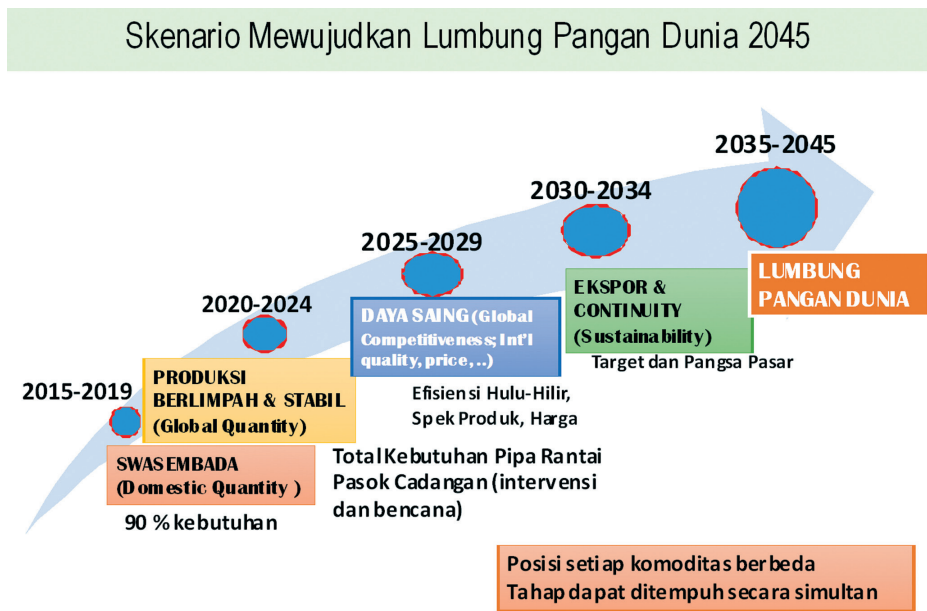 Skenario Mewujudkan Lumbung Pangan Dunia 2045
2015-2019
SWASEMBADA
(Domestic Quantity )
90 % kebutuhan
2020-2024
PRODUKSI
BERLIMPAH & STABIL
(Global Quantity)
Total Kebutuhan Pipa Rantai
Pasok Cadangan (intervensi
dan bencana)
2025-2029
DAYA SAING (Global
Competitiveness; Int'l
quality, price, ..)
Efisiensi Hulu-Hilir,
Spek Produk, Harga
2030-2034
EKSPOR &
CONTINUITY
(Sustainability)
Target dan Pangsa Pasar
2035-2045
LUMBUNG
PANGAN DUNIA
Posisi setiap komoditas berbeda
Tahap dapat ditempuh secara simultan